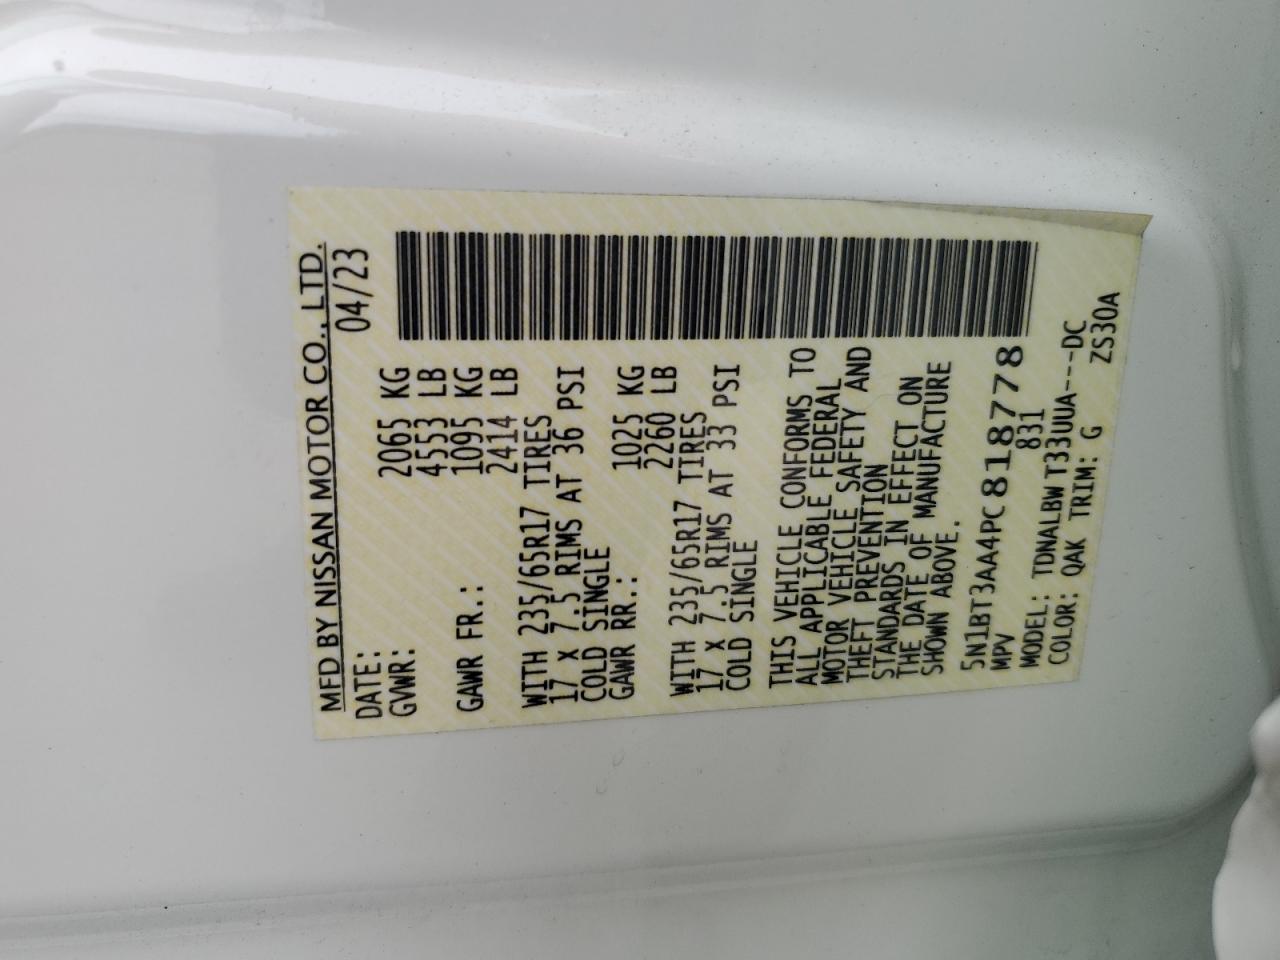 MFD BY NISSAN MOTOR CO., LTD.
DATE: 04/23
GVWR: 2065 KG
4553 LB
GAWR FR.: 1095 KG
2414 LB
WITH 235/65R17 TIRES
17 X 7.5 RIMS AT 36 PSI
COLD SINGLE
GAWR RR.: 1025 KG
2260 LB
WITH 235/65R17 TIRES
17 X 7.5 RIMS AT 33 PSI
COLD SINGLE
THIS VEHICLE CONFORMS TO
ALL APPLICABLE FEDERAL
MOTOR VEHICLE SAFETY AND
THEFT PREVENTION
STANDARDS IN EFFECT ON
THE DATE OF MANUFACTURE
SHOWN ABOVE.
5N1BT3AA4PC818778
MPV 831
MODEL: TDNALBWT33UUA---DC
COLOR: QAK TRIM: G ZS30A